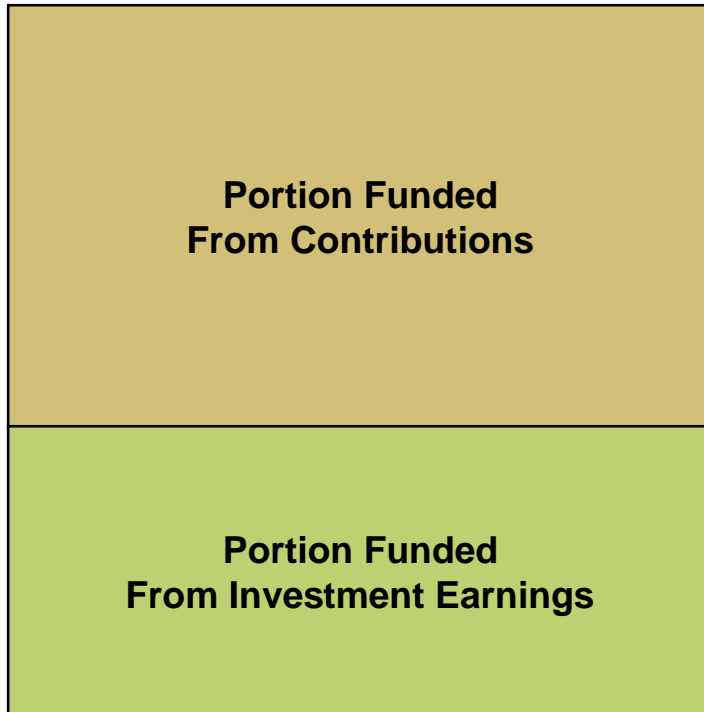 Portion Funded
From Contributions
Portion Funded
From Investment Earnings